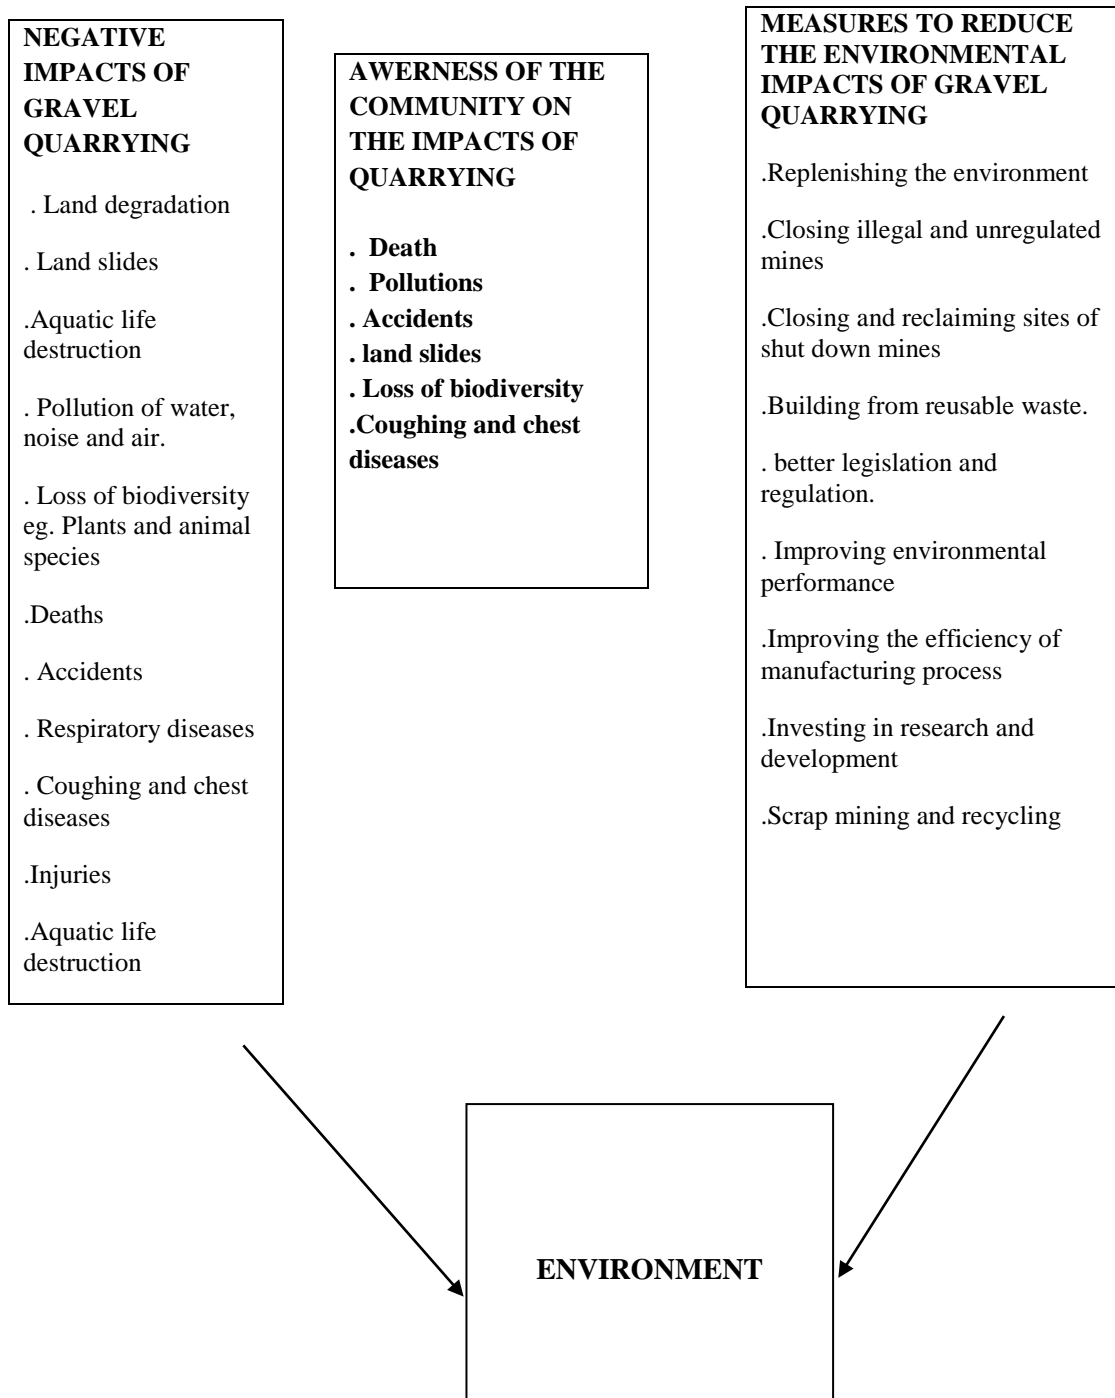 NEGATIVE
IMPACTS OF
GRAVEL
QUARRYING
. Land degradation
. Land slides
.Aquatic life
destruction
. Pollution of water,
noise and air.
. Loss of biodiversity
eg. Plants and animal
species
.Deaths
. Accidents
. Respiratory diseases
. Coughing and chest
diseases
.Injuries
.Aquatic life
destruction
AWERNESS OF THE
COMMUNITY ON
THE IMPACTS OF
QUARRYING
. Death
. Pollutions
. Accidents
. land slides
. Loss of biodiversity
.Coughing and chest
diseases
MEASURES TO REDUCE
THE ENVIRONMENTAL
IMPACTS OF GRAVEL
QUARRYING
.Replenishing the environment
.Closing illegal and unregulated
mines
.Closing and reclaiming sites of
shut down mines
.Building from reusable waste.
. better legislation and
regulation.
. Improving environmental
performance
.Improving the efficiency of
manufacturing process
.Investing in research and
development
.Scrap mining and recycling
ENVIRONMENT